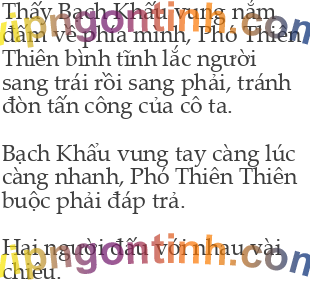 Thấy Bạch Khẩu vung nắm
đấm về phía mình, Phó Thiên
Thiên bình tĩnh lắc người
sang trái rồi sang phải, tránh
đòn tấn công của cô ta.
Bạch Khẩu vung tay càng lúc
càng nhanh, Phó Thiên Thiên
buộc phải đáp trả.
Hai người đấu với nhau vài
chiêu.